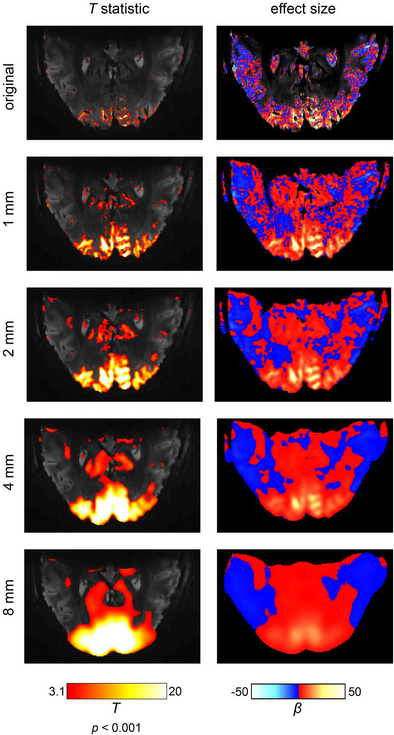 T statistic
effect size
original
1 mm
2 mm
4 mm
8 mm
3.1
20
T
p < 0.001
-50
50
β